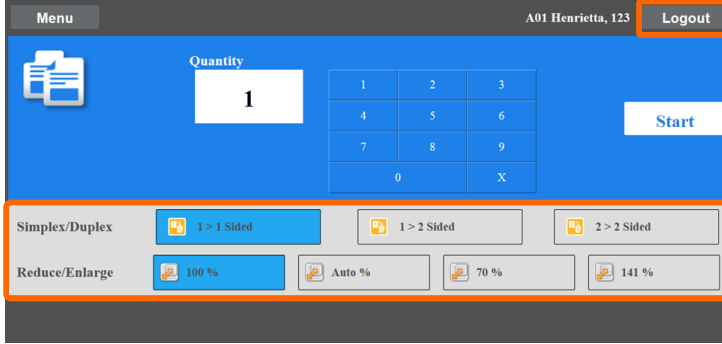 Menu
A01 Henrietta, 123
Logout
Quantity
1
1 2 3
4 5 6
7 8 9
0 X
Start
Simplex/Duplex 1 > 1 Sided 1 > 2 Sided 2 > 2 Sided
Reduce/Enlarge 100 % Auto % 70 % 141 %